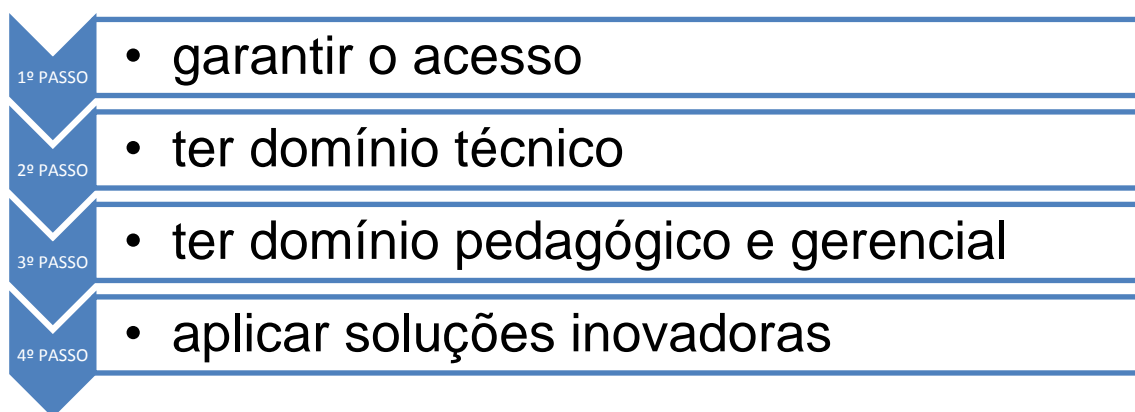 1º PASSO
• garantir o acesso
2º PASSO
• ter domínio técnico
3º PASSO
• ter domínio pedagógico e gerencial
4º PASSO
• aplicar soluções inovadoras